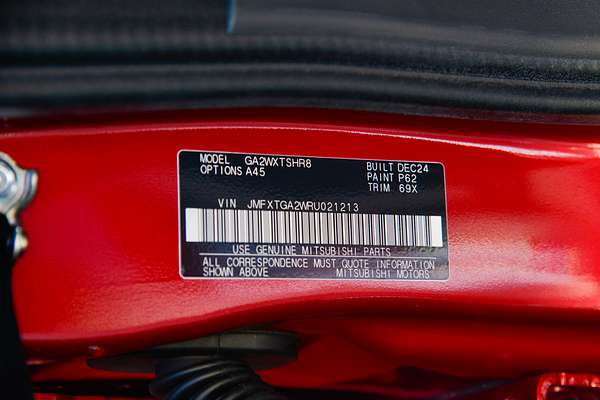 MODEL GA2WXTSHR8 BUILT DEC24
OPTIONS A45 PAINT P62
TRIM 69X
VIN JMFXTGA2WRU021213
USE GENUINE MITSUBISHI PARTS
ALL CORRESPONDENCE MUST QUOTE INFORMATION
SHOWN ABOVE MITSUBISHI MOTORS